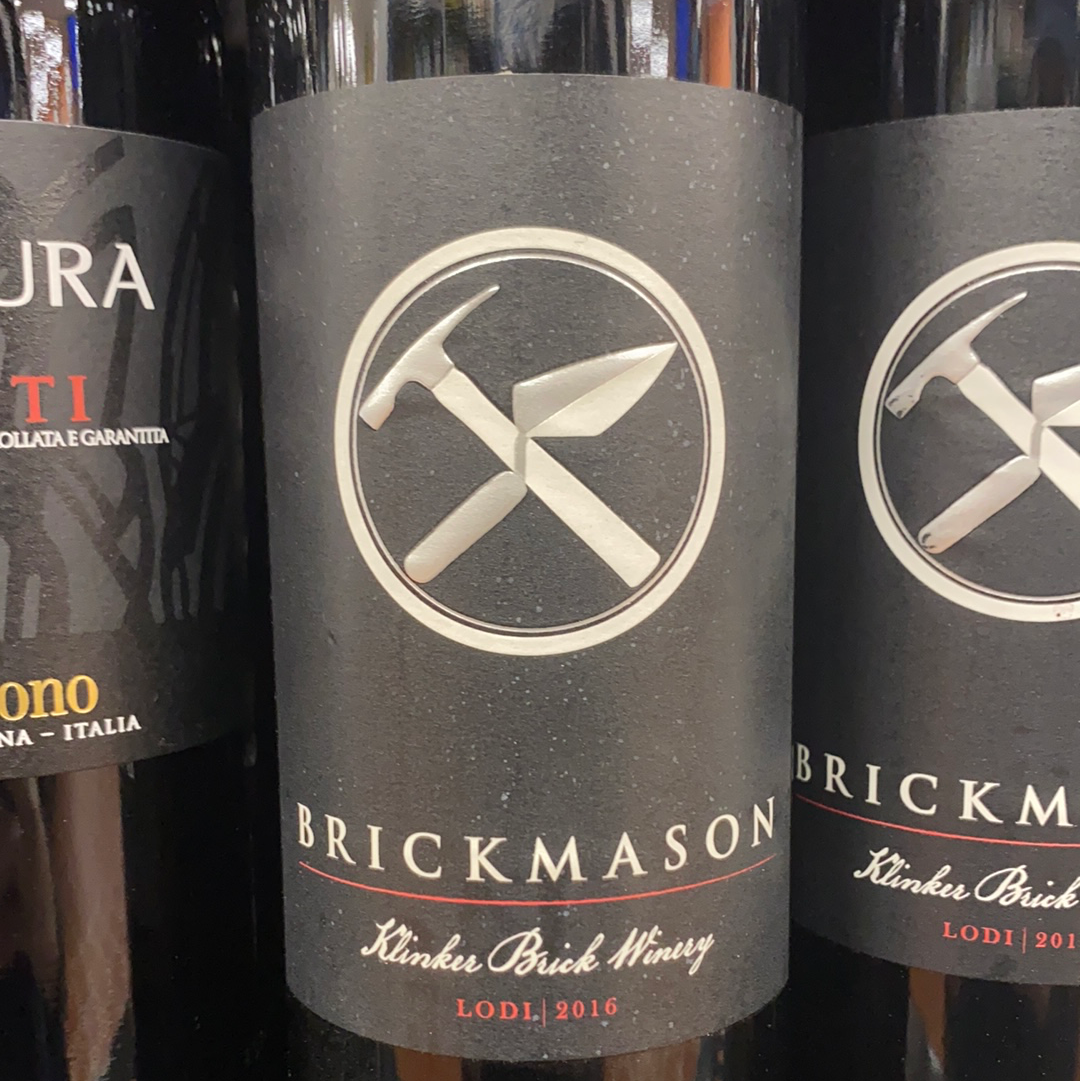 URA
TI
OLLATA E GARANTITA
ono
NA – ITALIA
BRICKMASON
Klinker Brick Winery
LODI | 2016
BRICKM
Klinker Brick
LODI | 201